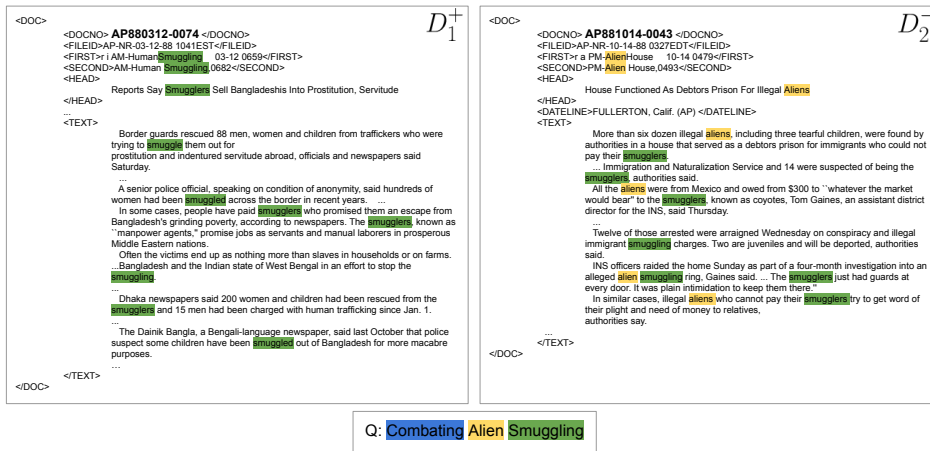 <DOC>
D₁⁺
<DOCNO> AP880312-0074 </DOCNO>
<FILEID>AP-NR-03-12-88 1041EST</FILEID>
<FIRST>r i AM-HumanSmuggling 03-12 0659</FIRST>
<SECOND>AM-Human Smuggling,0682</SECOND>
<HEAD>
Reports Say Smugglers Sell Bangladeshis Into Prostitution, Servitude
</HEAD>
...
<TEXT>
Border guards rescued 88 men, women and children from traffickers who were
trying to smuggle them out for
prostitution and indentured servitude abroad, officials and newspapers said
Saturday.
...
A senior police official, speaking on condition of anonymity, said hundreds of
women had been smuggled across the border in recent years. ...
In some cases, people have paid smugglers who promised them an escape from
Bangladesh's grinding poverty, according to newspapers. The smugglers, known as
``manpower agents,'' promise jobs as servants and manual laborers in prosperous
Middle Eastern nations.
Often the victims end up as nothing more than slaves in households or on farms.
...Bangladesh and the Indian state of West Bengal in an effort to stop the
smuggling.
...
Dhaka newspapers said 200 women and children had been rescued from the
smugglers and 15 men had been charged with human trafficking since Jan. 1.
...
The Dainik Bangla, a Bengali-language newspaper, said last October that police
suspect some children have been smuggled out of Bangladesh for more macabre
purposes.
...
</TEXT>
</DOC>
<DOC>
D₂⁻
<DOCNO> AP881014-0043 </DOCNO>
<FILEID>AP-NR-10-14-88 0327EDT</FILEID>
<FIRST>r a PM-AlienHouse 10-14 0479</FIRST>
<SECOND>PM-Alien House,0493</SECOND>
<HEAD>
House Functioned As Debtors Prison For Illegal Aliens
</HEAD>
<DATELINE>FULLERTON, Calif. (AP) </DATELINE>
<TEXT>
More than six dozen illegal aliens, including three tearful children, were found by
authorities in a house that served as a debtors prison for immigrants who could not
pay their smugglers.
... Immigration and Naturalization Service and 14 were suspected of being the
smugglers, authorities said.
All the aliens were from Mexico and owed from $300 to ``whatever the market
would bear'' to the smugglers, known as coyotes, Tom Gaines, an assistant district
director for the INS, said Thursday.
...
Twelve of those arrested were arraigned Wednesday on conspiracy and illegal
immigrant smuggling charges. Two are juveniles and will be deported, authorities
said.
INS officers raided the home Sunday as part of a four-month investigation into an
alleged alien smuggling ring, Gaines said. ... The smugglers just had guards at
every door. It was plain intimidation to keep them there.''
In similar cases, illegal aliens who cannot pay their smugglers try to get word of
their plight and need of money to relatives,
authorities say.
...
</TEXT>
</DOC>
Q: Combating Alien Smuggling